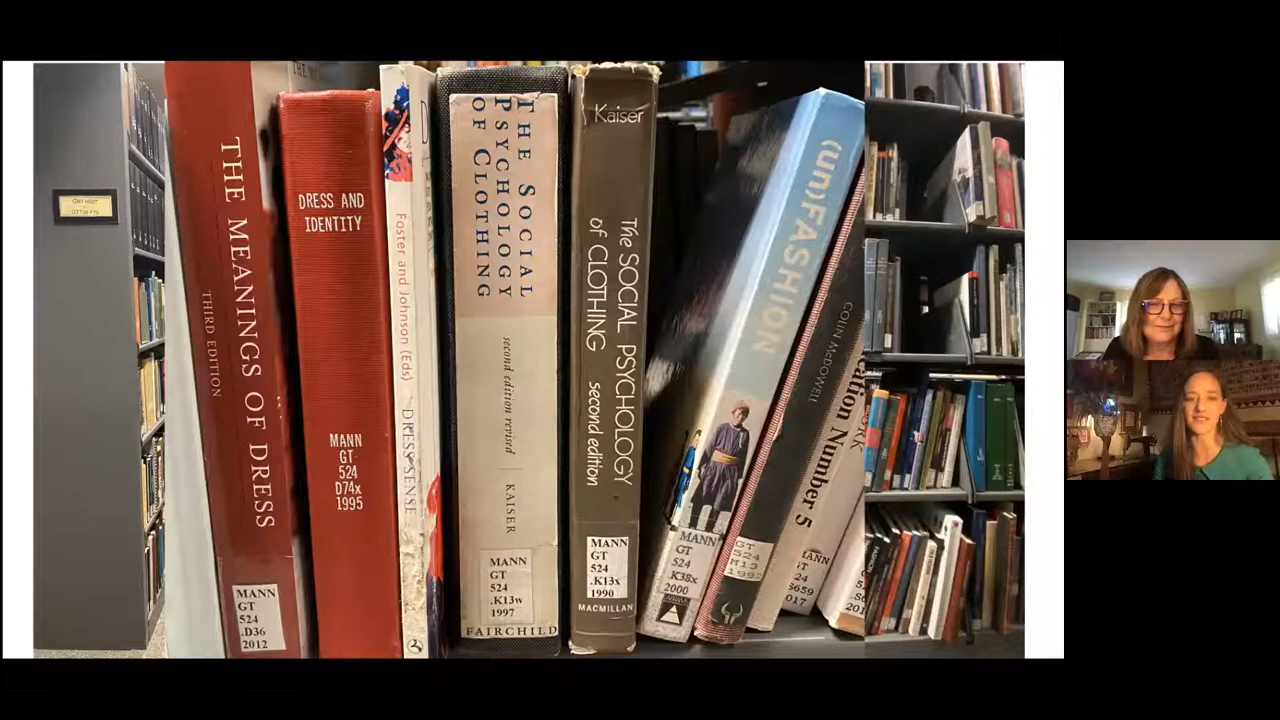 THE MEANINGS OF DRESS
THIRD EDITION
MANN
GT
524
.D36
2012
DRESS AND
IDENTITY
MANN
GT
524
D74x
1995
Foster and Johnson (Eds)
DRESS SENSE
THE SOCIAL
PSYCHOLOGY
OF CLOTHING
second edition revised
KAISER
MANN
GT
524
.K13w
1997
FAIRCHILD
Kaiser
The SOCIAL PSYCHOLOGY
of CLOTHING second edition
MANN
GT
524
.K13x
1990
MACMILLAN
(un)FASHION
MANN
GT
524
.K38x
2000
COLIN McDOWELL
GT
524
M13
1992
Number 5
FASHION